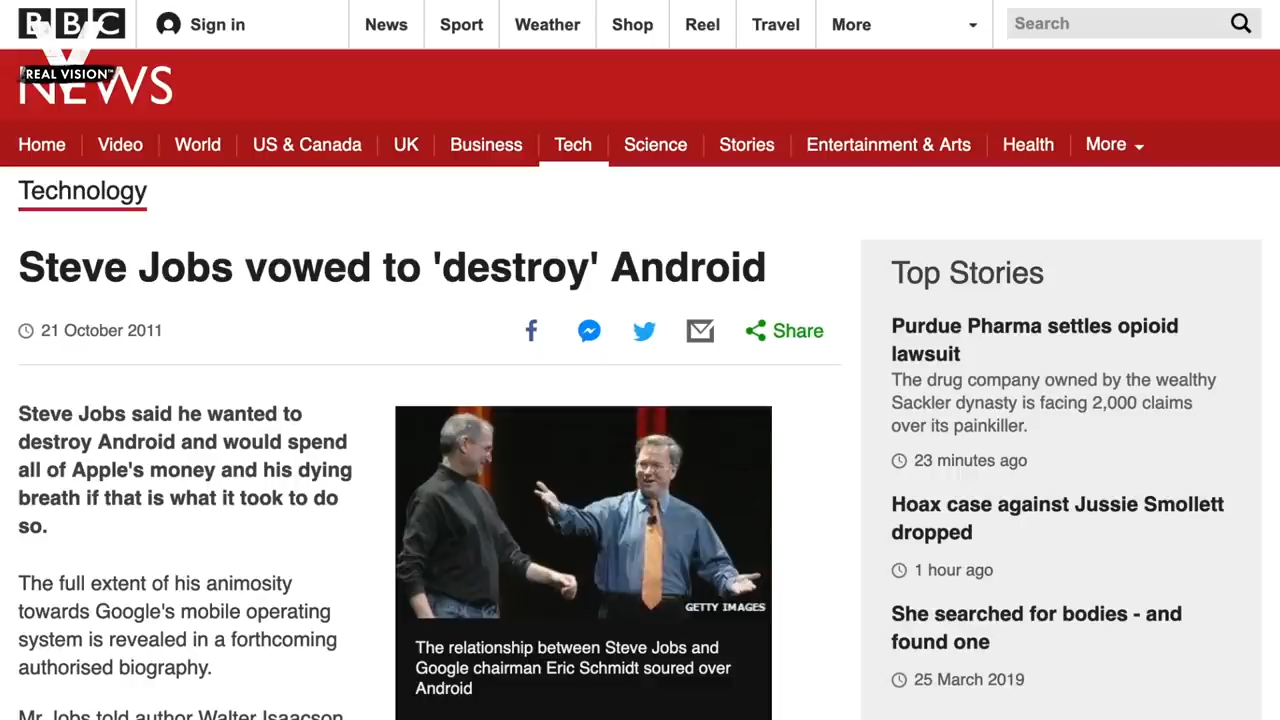 BBC
Sign in
News
Sport
Weather
Shop
Reel
Travel
More
Search
REAL VISION™
NEWS
Home
Video
World
US & Canada
UK
Business
Tech
Science
Stories
Entertainment & Arts
Health
More
Technology
Steve Jobs vowed to 'destroy' Android
21 October 2011
Share
Steve Jobs said he wanted to
destroy Android and would spend
all of Apple's money and his dying
breath if that is what it took to do
so.
The full extent of his animosity
towards Google's mobile operating
system is revealed in a forthcoming
authorised biography.
Mr Jobs told author Walter Isaacson
GETTY IMAGES
The relationship between Steve Jobs and
Google chairman Eric Schmidt soured over
Android
Top Stories
Purdue Pharma settles opioid
lawsuit
The drug company owned by the wealthy
Sackler dynasty is facing 2,000 claims
over its painkiller.
23 minutes ago
Hoax case against Jussie Smollett
dropped
1 hour ago
She searched for bodies - and
found one
25 March 2019